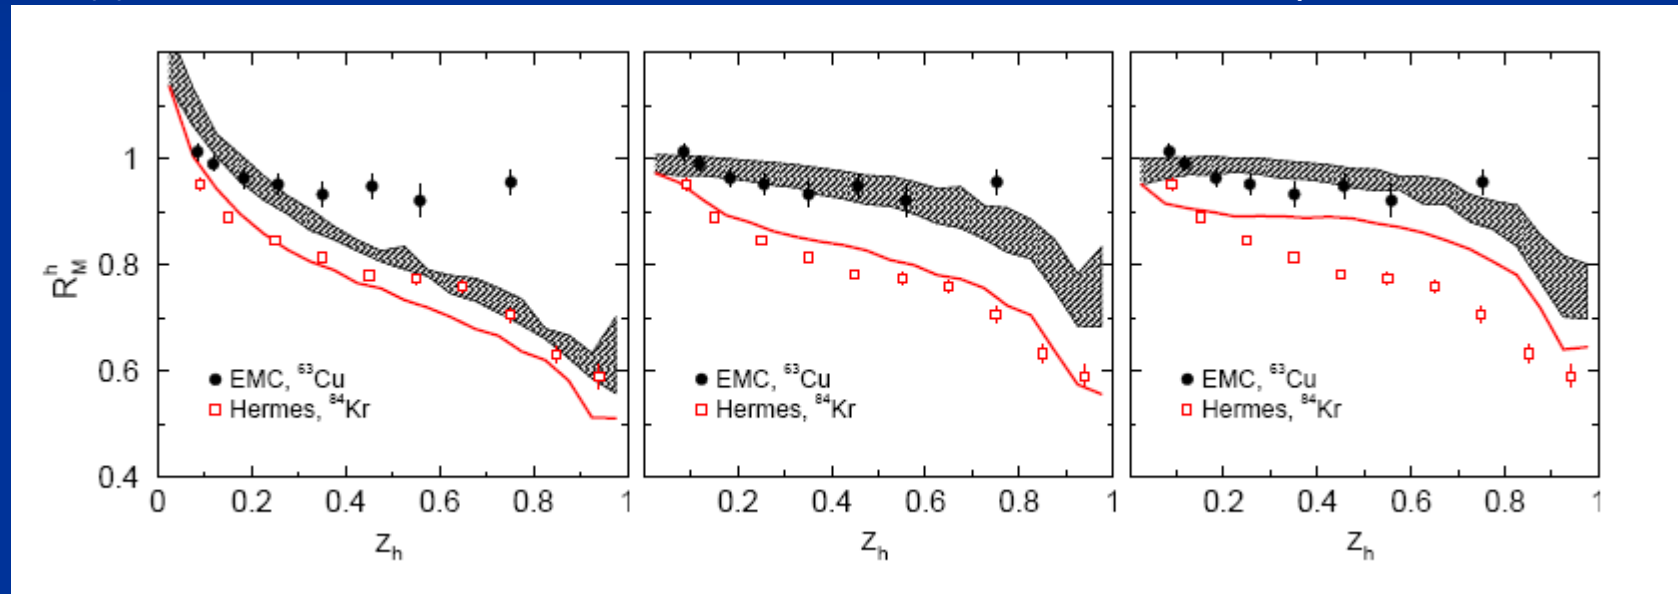 R_M^h
1
0.8
0.6
0.4
EMC, ⁶³Cu
Hermes, ⁸⁴Kr
0 0.2 0.4 0.6 0.8 1
Z_h
EMC, ⁶³Cu
Hermes, ⁸⁴Kr
0.2 0.4 0.6 0.8 1
Z_h
EMC, ⁶³Cu
Hermes, ⁸⁴Kr
0.2 0.4 0.6 0.8 1
Z_h